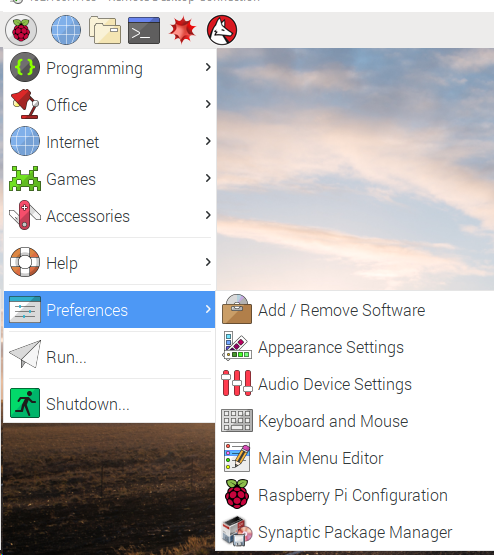 Remote Desktop Connection
Programming
Office
Internet
Games
Accessories
Help
Preferences
Run...
Shutdown...
Add / Remove Software
Appearance Settings
Audio Device Settings
Keyboard and Mouse
Main Menu Editor
Raspberry Pi Configuration
Synaptic Package Manager